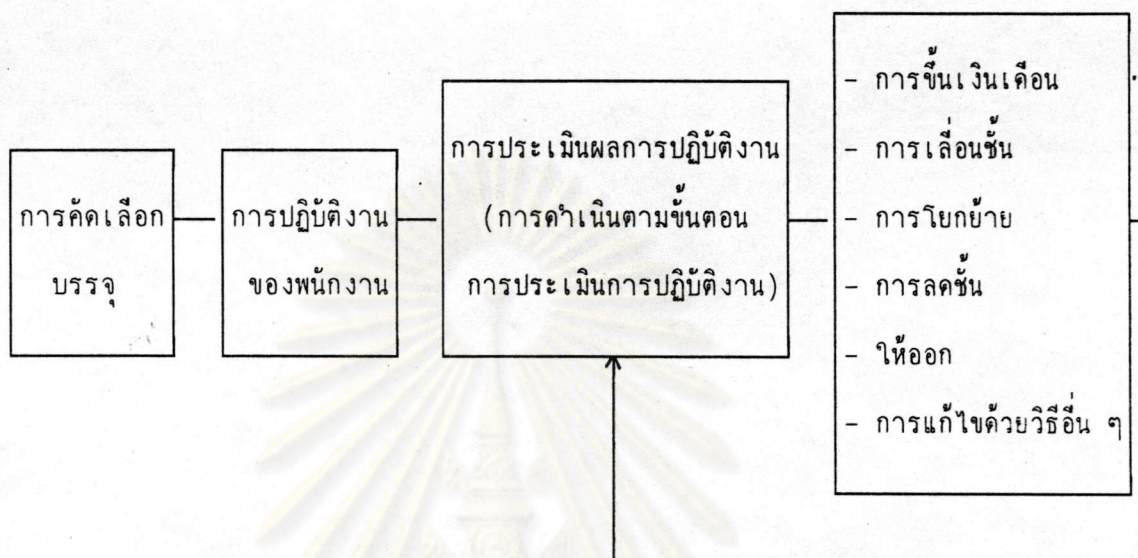 การคัดเลือก
บรรจุ
การปฏิบัติงาน
ของพนักงาน
การประเมินผลการปฏิบัติงาน
(การดำเนินตามขั้นตอน
การประเมินการปฏิบัติงาน)
- การขึ้นเงินเดือน
- การเลื่อนชั้น
- การโยกย้าย
- การลดชั้น
- ให้ออก
- การแก้ไขด้วยวิธีอื่น ๆ